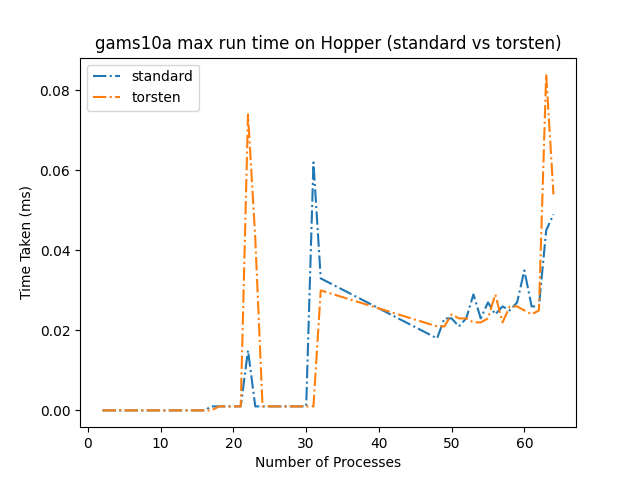 gams10a max run time on Hopper (standard vs torsten)
standard
torsten
Time Taken (ms)
0.08
0.06
0.04
0.02
0.00
0 10 20 30 40 50 60
Number of Processes